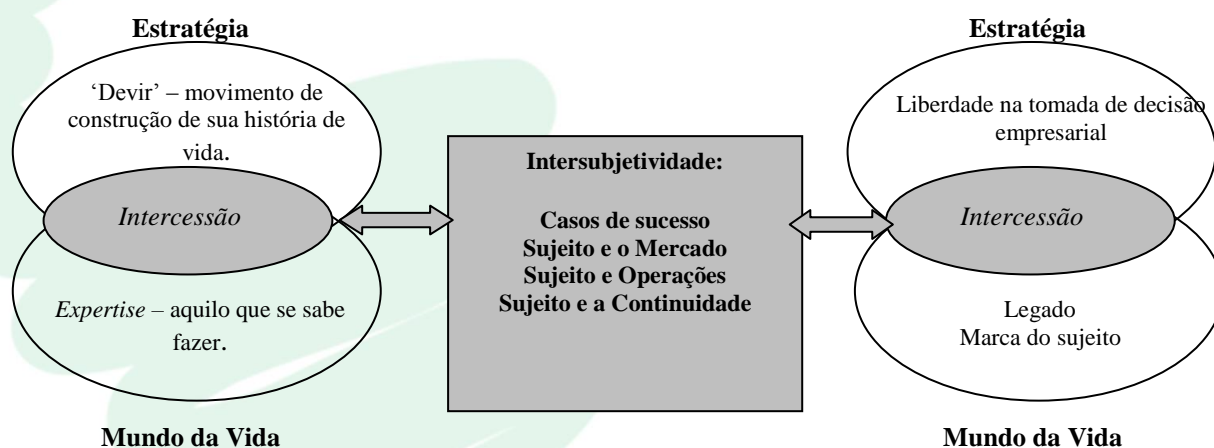 Estratégia
‘Devir’ – movimento de
construção de sua história de
vida.
Intercessão
Expertise – aquilo que se sabe
fazer.
Mundo da Vida
Intersubjetividade:
Casos de sucesso
Sujeito e o Mercado
Sujeito e Operações
Sujeito e a Continuidade
Estratégia
Liberdade na tomada de decisão
empresarial
Intercessão
Legado
Marca do sujeito
Mundo da Vida